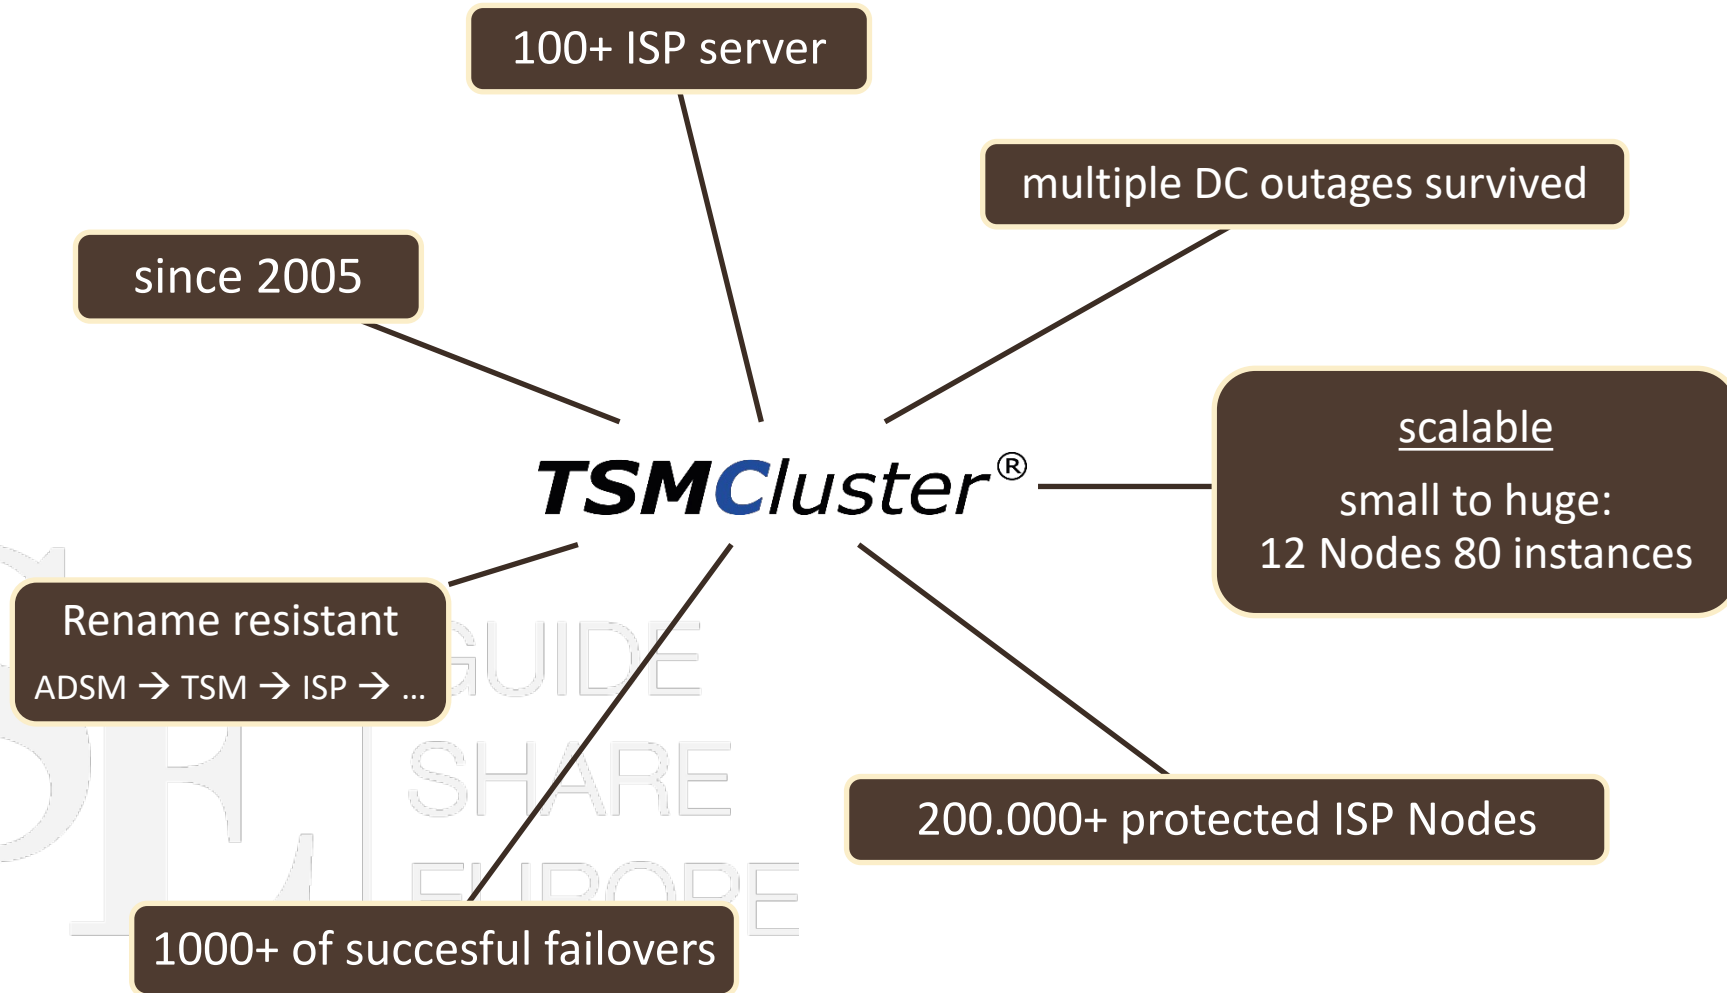 100+ ISP server
multiple DC outages survived
since 2005
scalable
small to huge:
12 Nodes 80 instances
TSMCluster®
Rename resistant
ADSM → TSM → ISP → ...
GUIDE
SHARE
EUROPE
200.000+ protected ISP Nodes
1000+ of succesful failovers